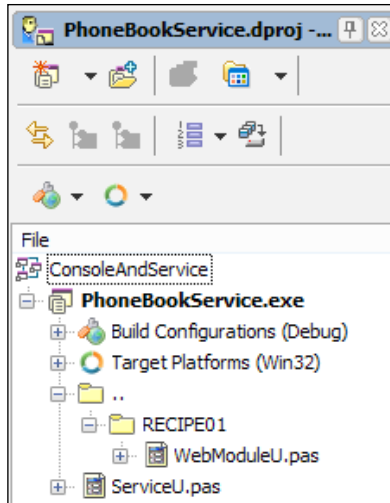 PhoneBookService.dproj -...
File
ConsoleAndService
PhoneBookService.exe
Build Configurations (Debug)
Target Platforms (Win32)
..
RECIPE01
WebModuleU.pas
ServiceU.pas